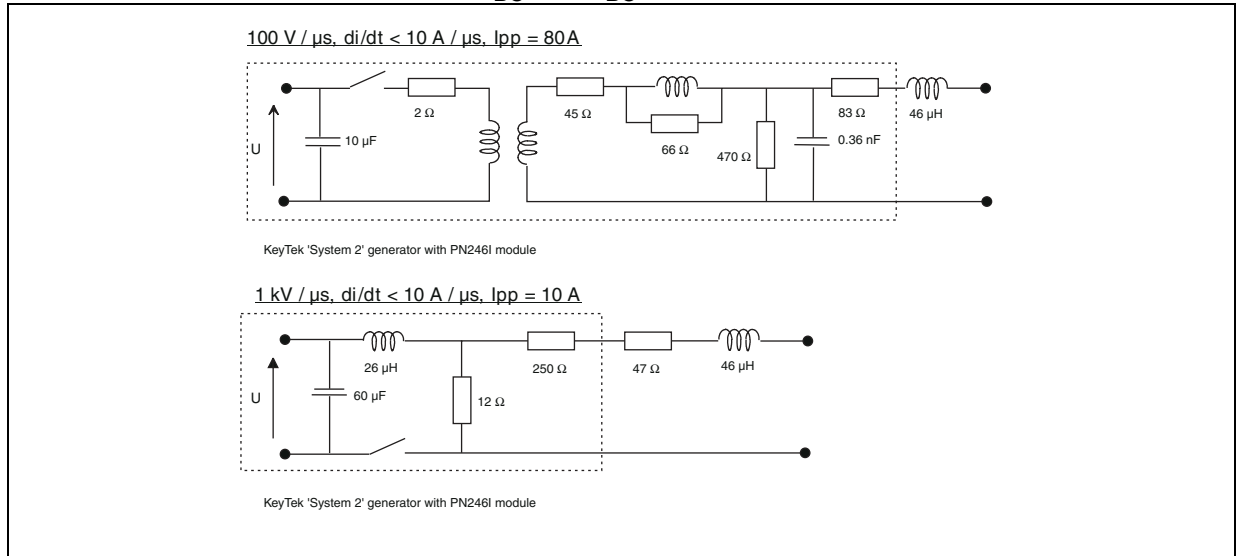 100 V / µs, di/dt < 10 A / µs, Ipp = 80A
2 Ω
45 Ω
83 Ω
46 µH
U
10 µF
66 Ω
470 Ω
0.36 nF
KeyTek 'System 2' generator with PN246I module
1 kV / µs, di/dt < 10 A / µs, Ipp = 10 A
26 µH
250 Ω
47 Ω
46 µH
U
60 µF
12 Ω
KeyTek 'System 2' generator with PN246I module